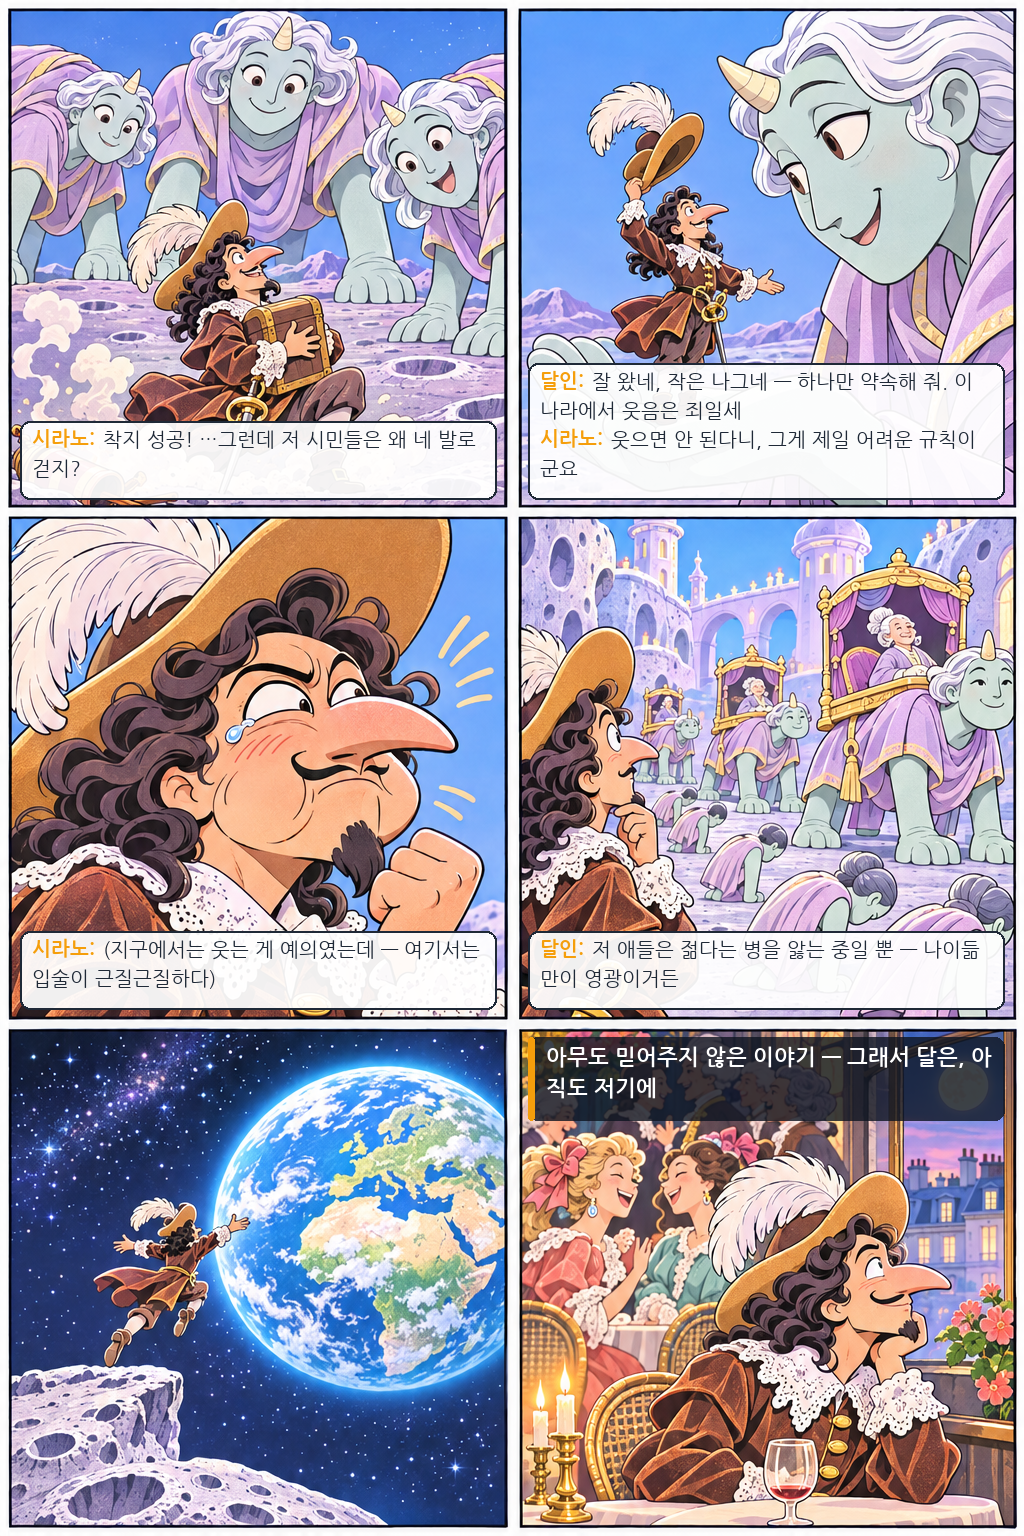 시라노: 착지 성공! …그런데 저 시민들은 왜 네 발로
걷지?
달인: 잘 왔네, 작은 나그네 — 하나만 약속해 줘. 이
나라에서 웃음은 죄일세
시라노: 웃으면 안 된다니, 그게 제일 어려운 규칙이
군요
시라노: (지구에서는 웃는 게 예의였는데 — 여기서는
입술이 근질근질하다)
달인: 저 애들은 젊다는 병을 앓는 중일 뿐 — 나이듦
만이 영광이거든
아무도 믿어주지 않은 이야기 — 그래서 달은, 아
직도 저기에